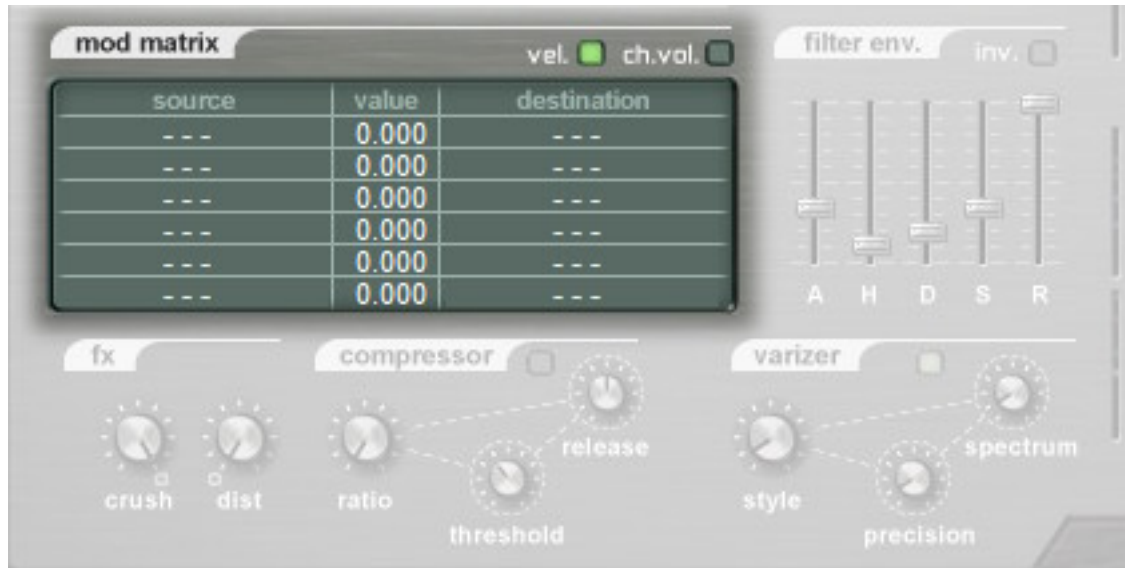 mod matrix
vel. ch.vol.
source value destination
--- 0.000 ---
--- 0.000 ---
--- 0.000 ---
--- 0.000 ---
--- 0.000 ---
--- 0.000 ---
filter env. inv.
A H D S R
fx
crush dist
compressor
ratio threshold release
varizer
style precision spectrum